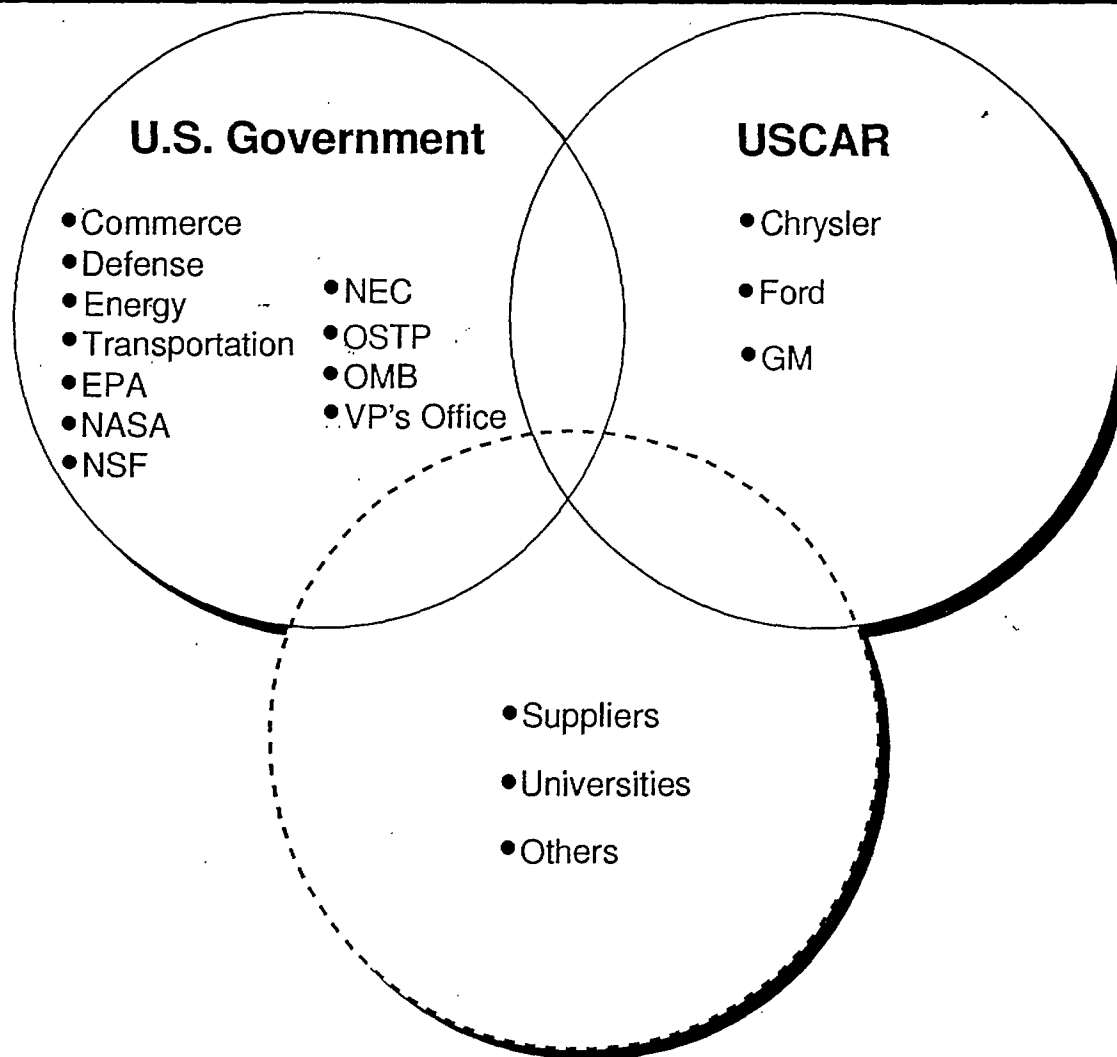 U.S. Government
• Commerce
• Defense
• Energy
• Transportation
• EPA
• NASA
• NSF
• NEC
• OSTP
• OMB
• VP's Office
USCAR
• Chrysler
• Ford
• GM
• Suppliers
• Universities
• Others